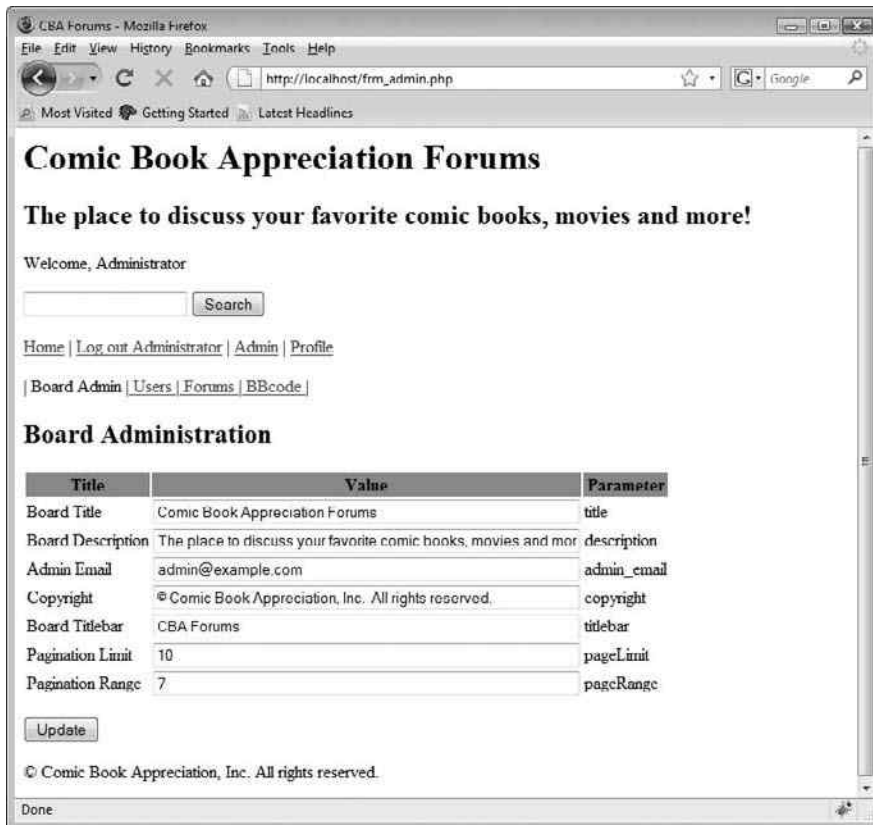 CBA Forums - Mozilla Firefox
File Edit View History Bookmarks Tools Help
http://localhost/frm_admin.php
G Google
Most Visited Getting Started Latest Headlines
Comic Book Appreciation Forums
The place to discuss your favorite comic books, movies and more!
Welcome, Administrator
Search
Home | Log out Administrator | Admin | Profile
| Board Admin | Users | Forums | BBcode |
Board Administration
Title Value Parameter
Board Title Comic Book Appreciation Forums title
Board Description The place to discuss your favorite comic books, movies and mor description
Admin Email admin@example.com admin_email
Copyright © Comic Book Appreciation, Inc. All rights reserved. copyright
Board Titlebar CBA Forums titlebar
Pagination Limit 10 pageLimit
Pagination Range 7 pageRange
Update
© Comic Book Appreciation, Inc. All rights reserved.
Done